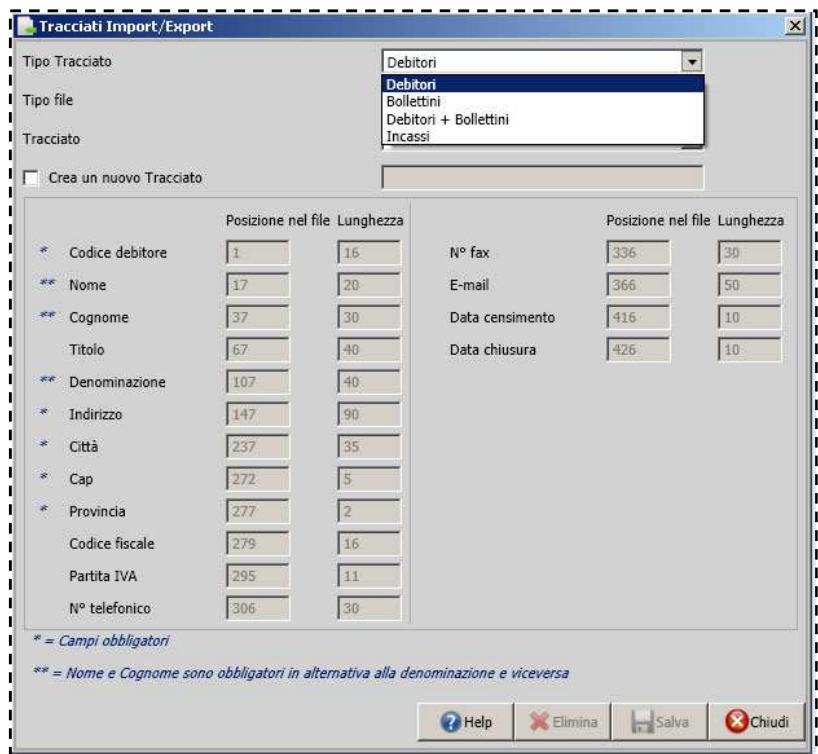 Tracciati Import/Export
Tipo Tracciato Debitori
Debitori
Tipo file Bollettini
Debitori + Bollettini
Tracciato Incassi
Crea un nuovo Tracciato
Posizione nel file Lunghezza Posizione nel file Lunghezza
* Codice debitore 1 16 N° fax 336 30
** Nome 17 20 E-mail 366 50
** Cognome 37 30 Data censimento 416 10
Titolo 67 40 Data chiusura 426 10
** Denominazione 107 40
* Indirizzo 147 90
* Città 237 35
* Cap 272 5
* Provincia 277 2
Codice fiscale 279 16
Partita IVA 295 11
N° telefonico 306 30
* = Campi obbligatori
** = Nome e Cognome sono obbligatori in alternativa alla denominazione e viceversa
Help Elimina Salva Chiudi